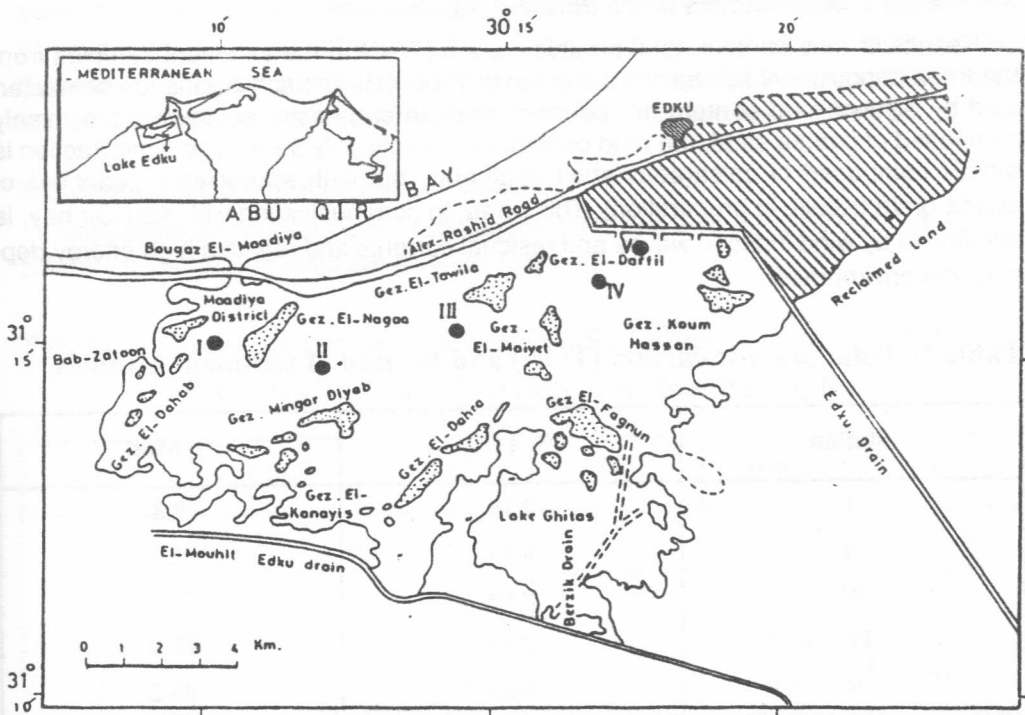 10´
30°
15´
20´
MEDITERRANEAN SEA
Lake Edku
EDKU
ABU QIR BAY
Bougaz El-Maadiya
Alex-Rashid Road
Reclaimed Land
Gez. El-Tawila
Gez. El-Daftil
Maadiya
District
Gez. El-Nagaa
III
IV
Gez.
El-Maiyet
Gez. Koum
Hassan
31°
15´
Bab-Zatoon
I
II
Gez. El-Dahab
Gez. Mingar Diyab
Gez. El-Dahra
Gez El-Fagnun
Edku Drain
Gez. El-
Kanayis
Lake Ghitas
El-Mouhit Edku drain
Berzik Drain
0 1 2 3 4 Km.
31°
10´